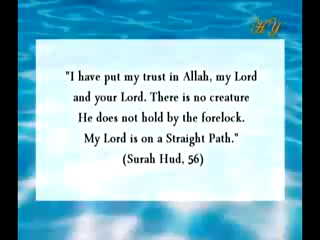 HY
"I have put my trust in Allah, my Lord
and your Lord. There is no creature
He does not hold by the forelock.
My Lord is on a Straight Path."
(Surah Hud, 56)